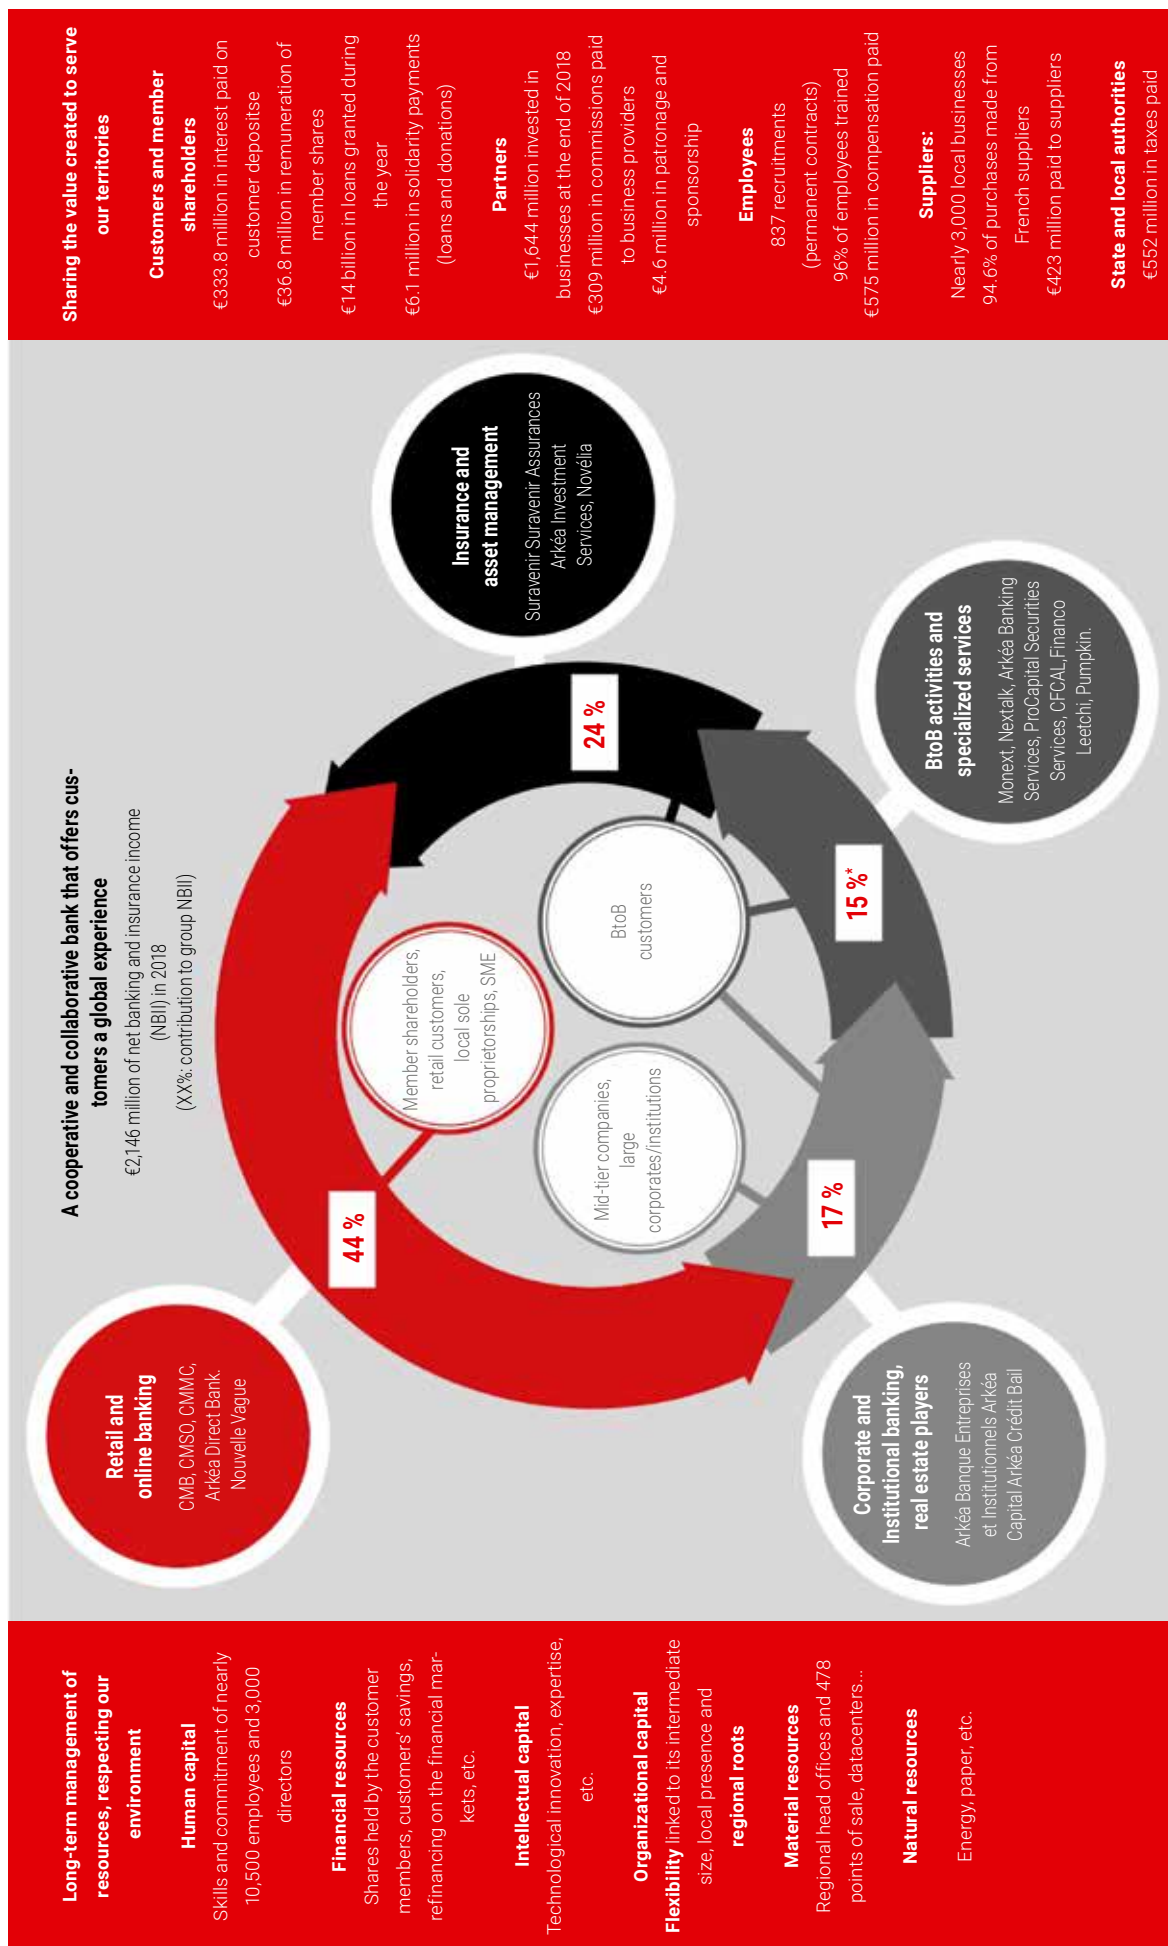 Long-term management of
resources, respecting our
environment
Human capital
Skills and commitment of nearly
10,500 employees and 3,000
directors
Financial resources
Shares held by the customer
members, customers' savings,
refinancing on the financial mar-
kets, etc.
Intellectual capital
Technological innovation, expertise,
etc.
Organizational capital
Flexibility linked to its intermediate
size, local presence and
regional roots
Material resources
Regional head offices and 478
points of sale, datacenters...
Natural resources
Energy, paper, etc.
A cooperative and collaborative bank that offers cus-
tomers a global experience
€2,146 million of net banking and insurance income
(NBII) in 2018
(XX%: contribution to group NBII)
Retail and
online banking
CMB, CMSO, CMMC,
Arkéa Direct Bank.
Nouvelle Vague
44 %
Member shareholders,
retail customers,
local sole
proprietorships, SME
Mid-tier companies,
large
corporates/institutions
BtoB
customers
24 %
Insurance and
asset management
Suravenir Suravenir Assurances
Arkéa Investment
Services, Novélia
17 %
15 %*
Corporate and
Institutional banking,
real estate players
Arkéa Banque Entreprises
et Institutionnels Arkéa
Capital Arkéa Crédit Bail
BtoB activities and
specialized services
Monext, Nextalk, Arkéa Banking
Services, ProCapital Securities
Services, CFCAL,Financo
Leetchi, Pumpkin.
Sharing the value created to serve
our territories
Customers and member
shareholders
€333.8 million in interest paid on
customer depositse
€36.8 million in remuneration of
member shares
€14 billion in loans granted during
the year
€6.1 million in solidarity payments
(loans and donations)
Partners
€1,644 million invested in
businesses at the end of 2018
€309 million in commissions paid
to business providers
€4.6 million in patronage and
sponsorship
Employees
837 recruitments
(permanent contracts)
96% of employees trained
€575 million in compensation paid
Suppliers:
Nearly 3,000 local businesses
94.6% of purchases made from
French suppliers
€423 million paid to suppliers
State and local authorities
€552 million in taxes paid